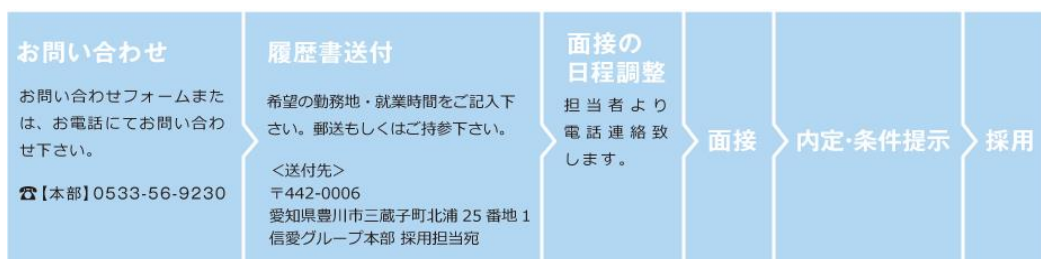 お問い合わせ
お問い合わせフォームまた
は、お電話にてお問い合わ
せ下さい。
☎【本部】0533-56-9230
履歴書送付
希望の勤務地・就業時間をご記入下
さい。郵送もしくはご持参下さい。
＜送付先＞
〒442-0006
愛知県豊川市三蔵子町北浦 25 番地 1
信愛グループ本部 採用担当宛
面接の
日程調整
担当者より
電話連絡致
します。
面接
内定・条件提示
採用